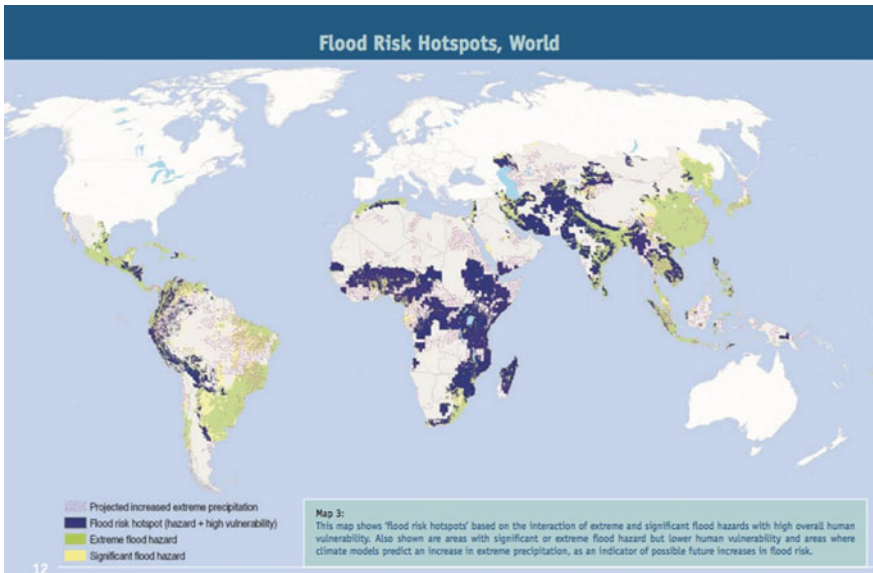 Flood Risk Hotspots, World
Projected increased extreme precipitation
Flood risk hotspot (hazard + high vulnerability)
Extreme flood hazard
Significant flood hazard
Map 3:
This map shows 'flood risk hotspots' based on the interaction of extreme and significant flood hazards with high overall human
vulnerability. Also shown are areas with significant or extreme flood hazard but lower human vulnerability and areas where
climate models predict an increase in extreme precipitation, as an indicator of possible future increases in flood risk.
12